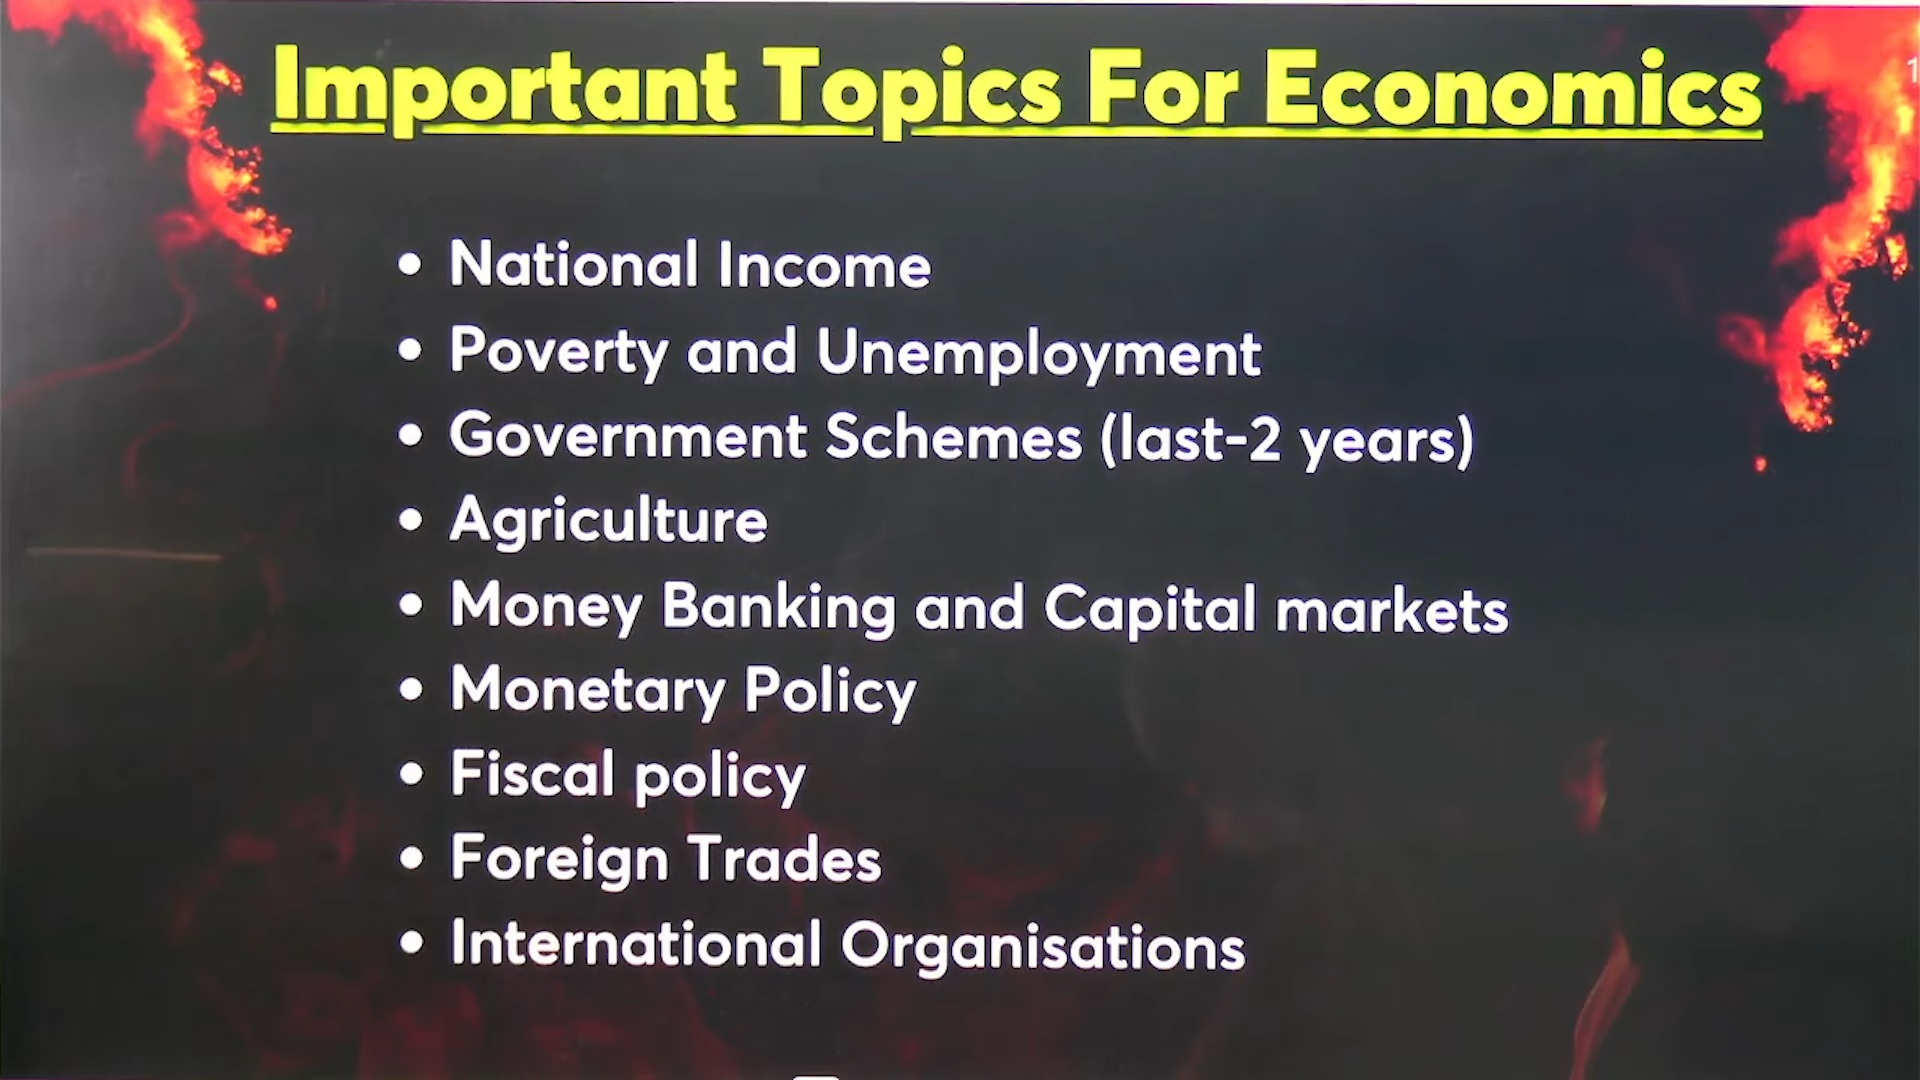 Important Topics For Economics
• National Income
• Poverty and Unemployment
• Government Schemes (last-2 years)
• Agriculture
• Money Banking and Capital markets
• Monetary Policy
• Fiscal policy
• Foreign Trades
• International Organisations